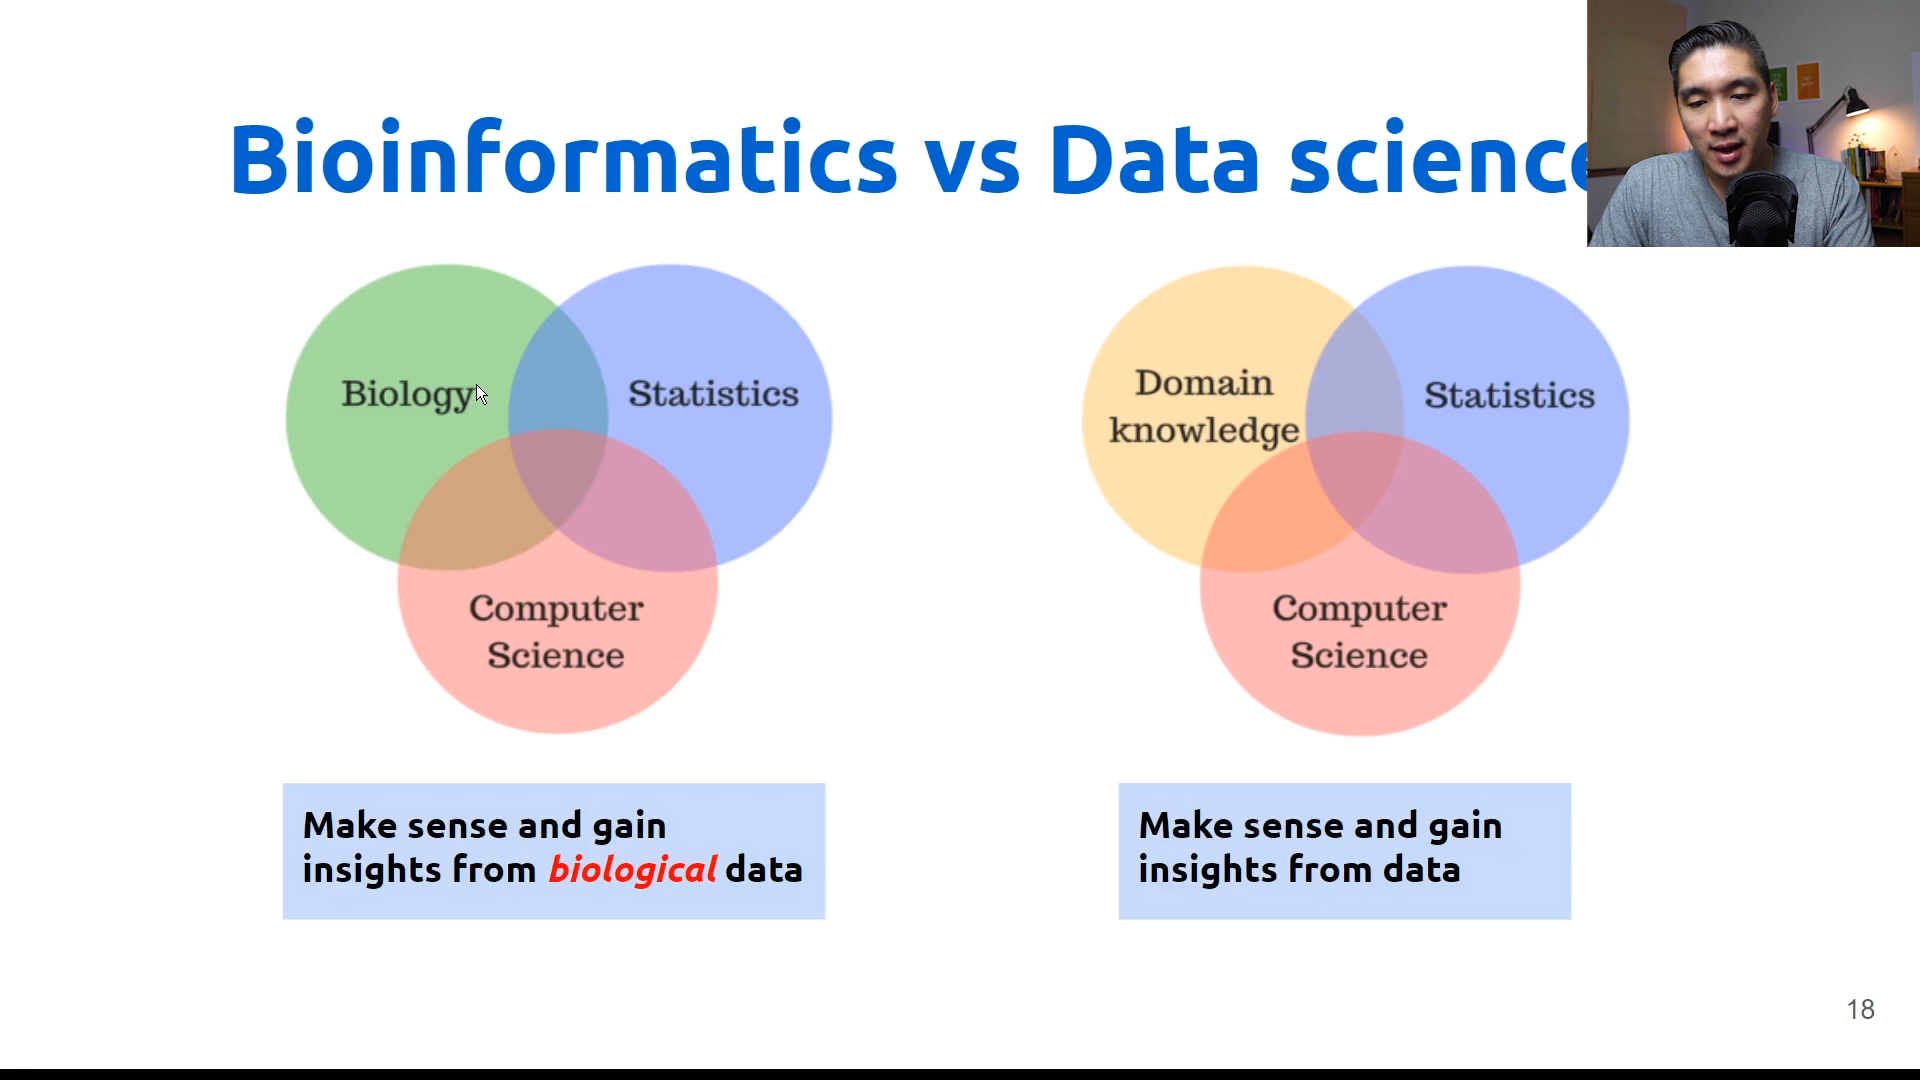 Bioinformatics vs Data science
Biology
Statistics
Computer
Science
Domain
knowledge
Statistics
Computer
Science
Make sense and gain
insights from biological data
Make sense and gain
insights from data
18